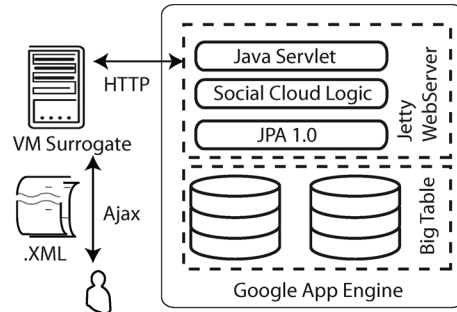 Java Servlet
HTTP
Social Cloud Logic
Jetty
WebServer
JPA 1.0
VM Surrogate
Ajax
.XML
Big Table
Google App Engine